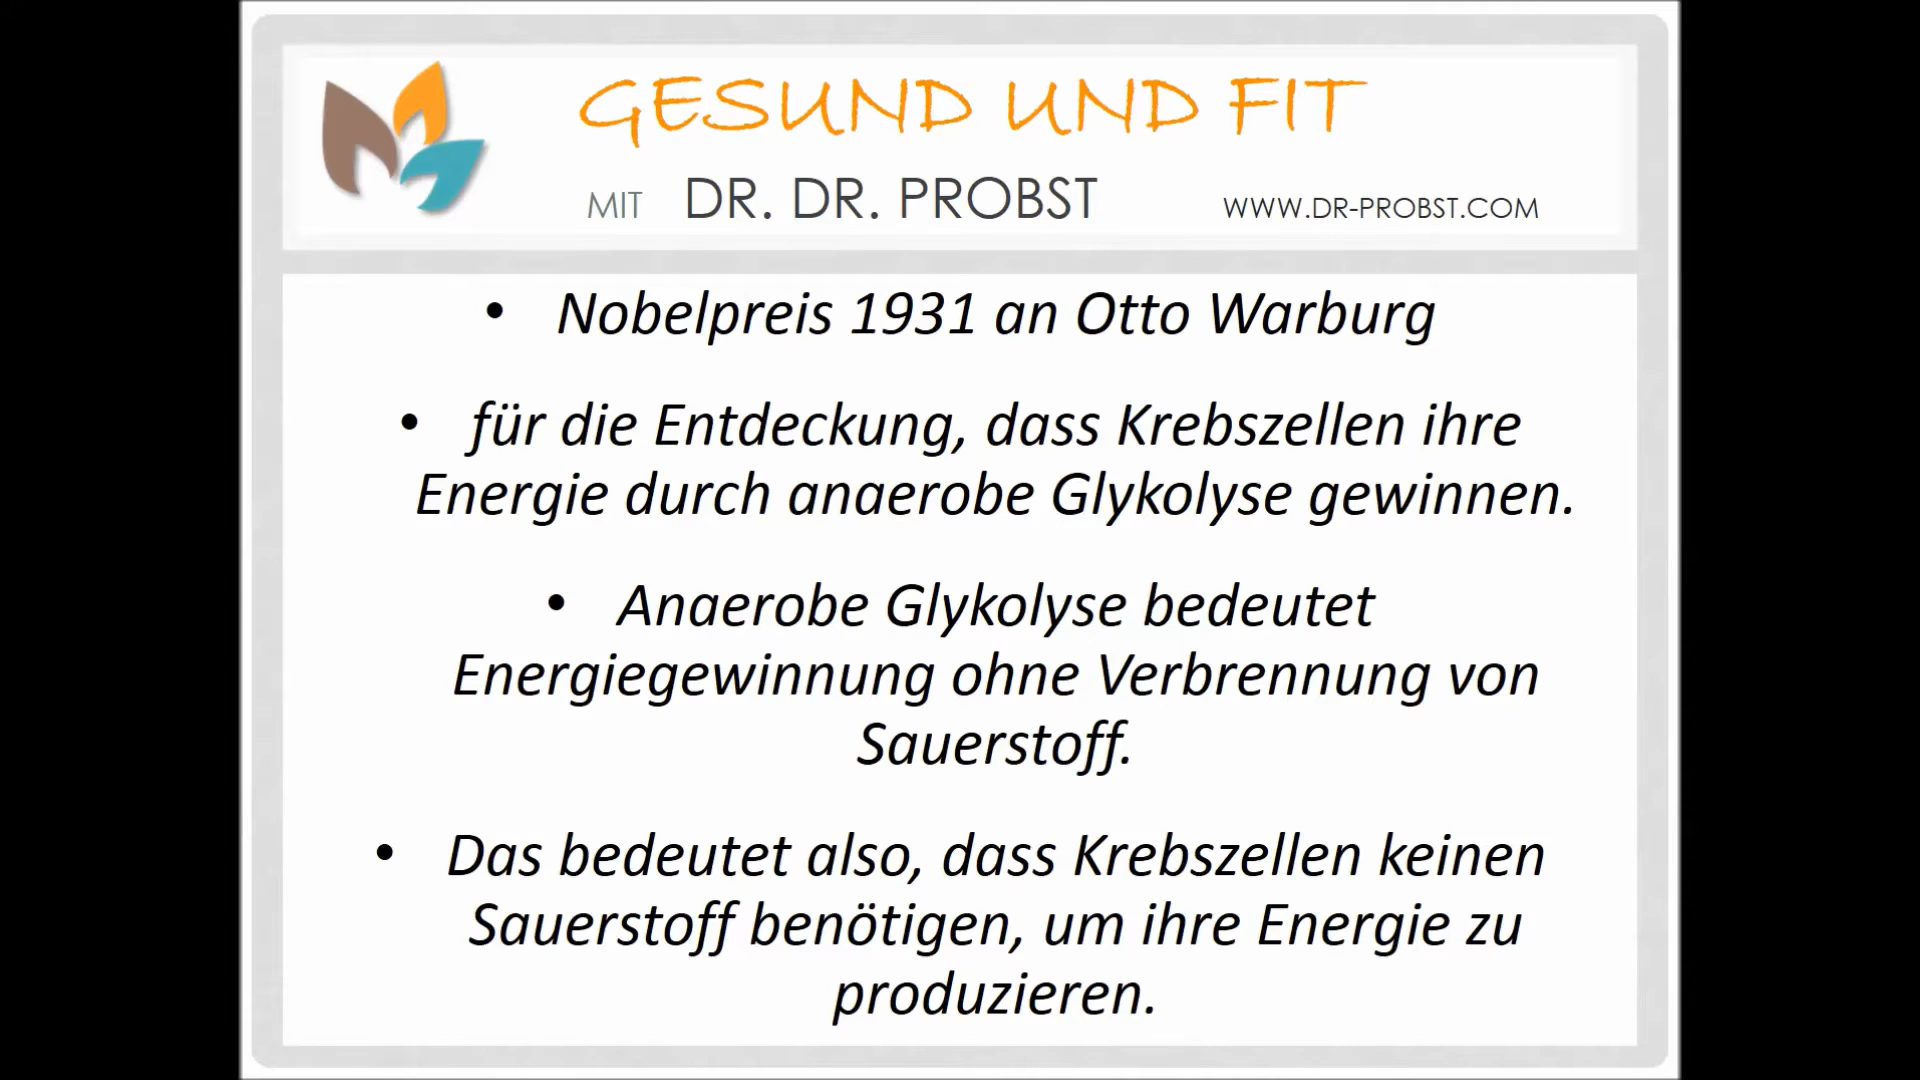 GESUND UND FIT
MIT DR. DR. PROBST WWW.DR-PROBST.COM
• Nobelpreis 1931 an Otto Warburg
• für die Entdeckung, dass Krebszellen ihre
Energie durch anaerobe Glykolyse gewinnen.
• Anaerobe Glykolyse bedeutet
Energiegewinnung ohne Verbrennung von
Sauerstoff.
• Das bedeutet also, dass Krebszellen keinen
Sauerstoff benötigen, um ihre Energie zu
produzieren.